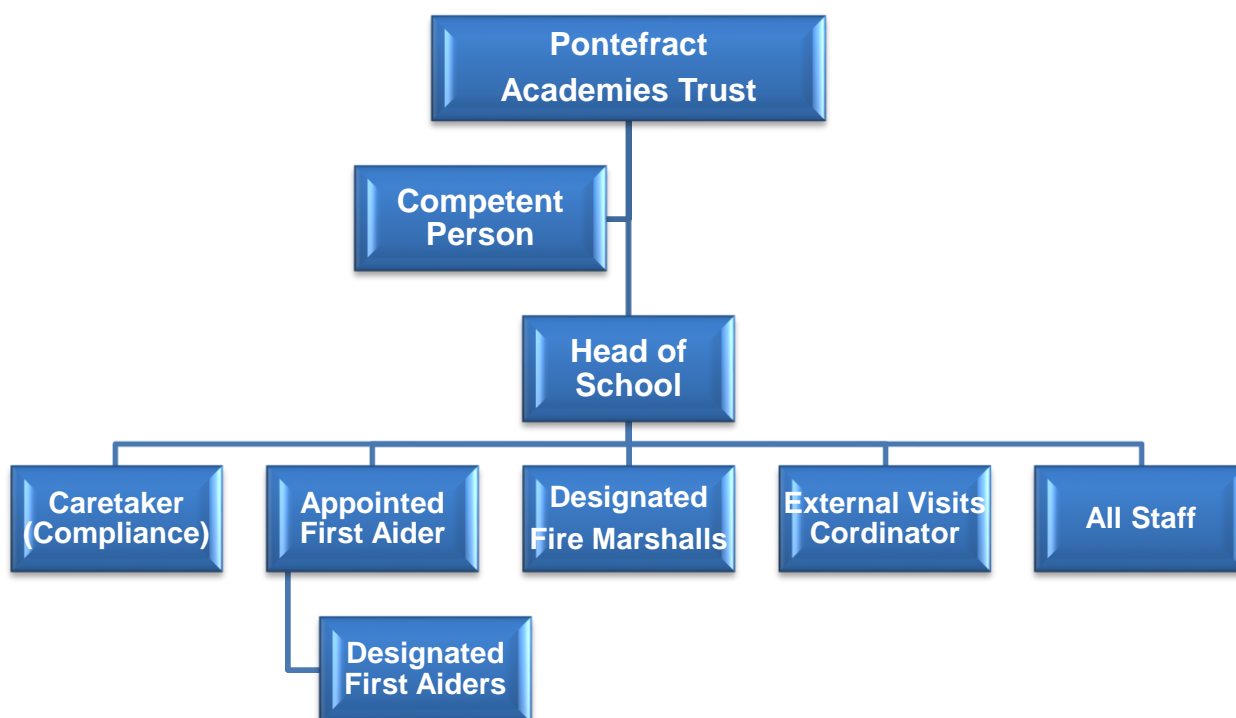 Pontefract
Academies Trust
Competent
Person
Head of
School
Caretaker
(Compliance)
Appointed
First Aider
Designated
Fire Marshalls
External Visits
Cordinator
All Staff
Designated
First Aiders